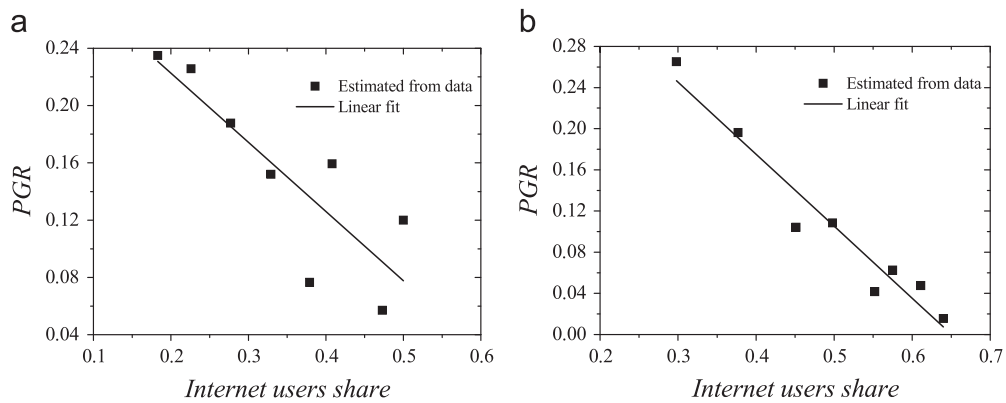 a
0.24
0.20
0.16
0.12
0.08
0.04
PGR
Estimated from data
Linear fit
0.1 0.2 0.3 0.4 0.5 0.6
Internet users share
b
0.28
0.24
0.20
0.16
0.12
0.08
0.04
0.00
PGR
Estimated from data
Linear fit
0.2 0.3 0.4 0.5 0.6 0.7
Internet users share